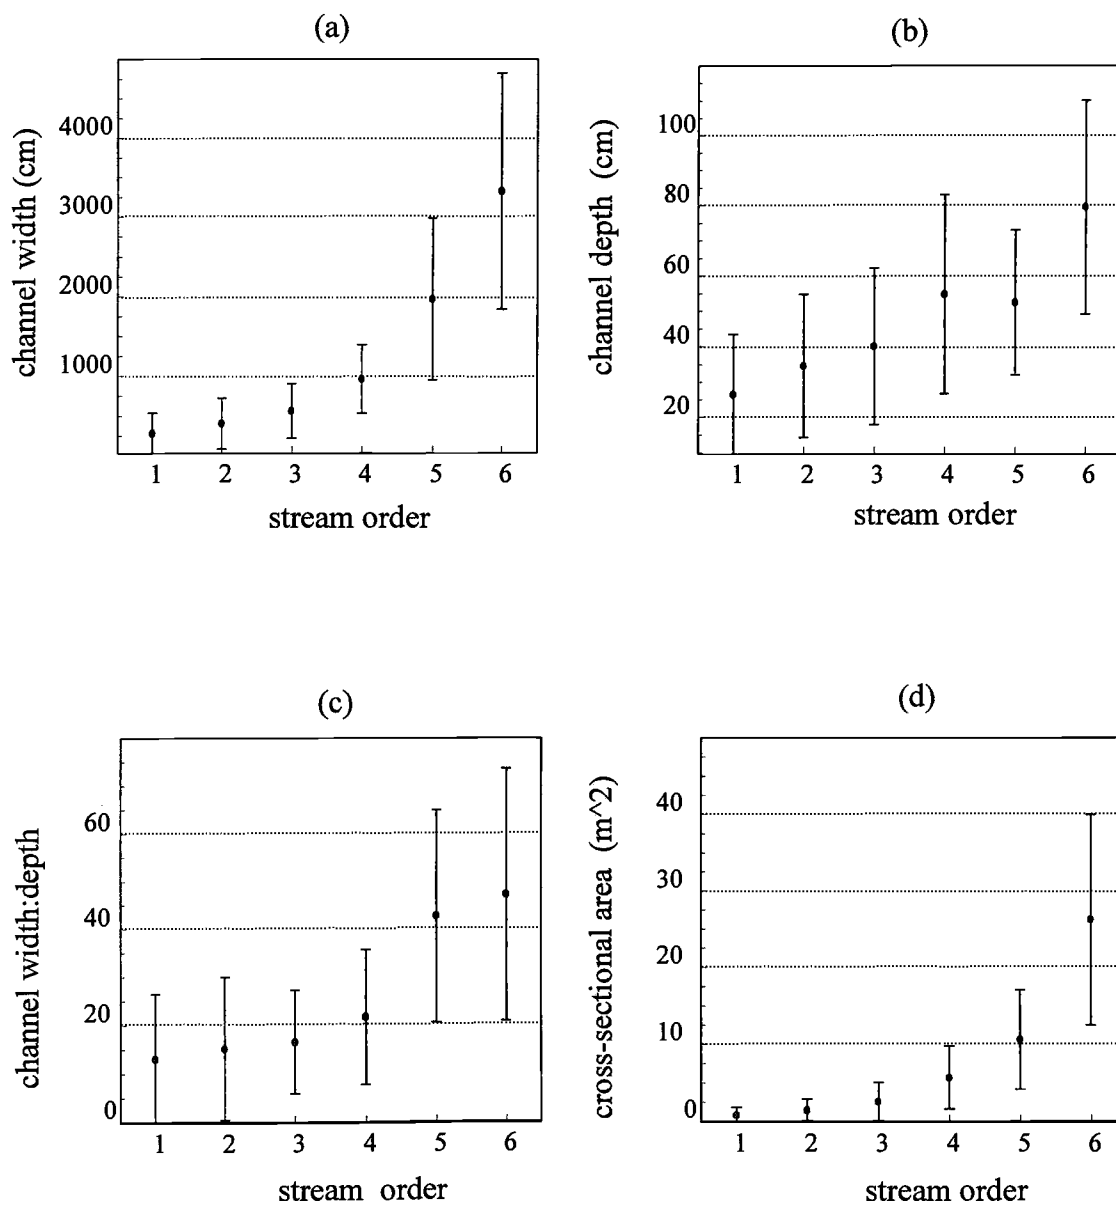 (a)
channel width (cm)
4000
3000
2000
1000
1 2 3 4 5 6
stream order
(b)
channel depth (cm)
100
80
60
40
20
1 2 3 4 5 6
stream order
(c)
channel width:depth
60
40
20
0
1 2 3 4 5 6
stream order
(d)
cross-sectional area (m^2)
40
30
20
10
0
1 2 3 4 5 6
stream order